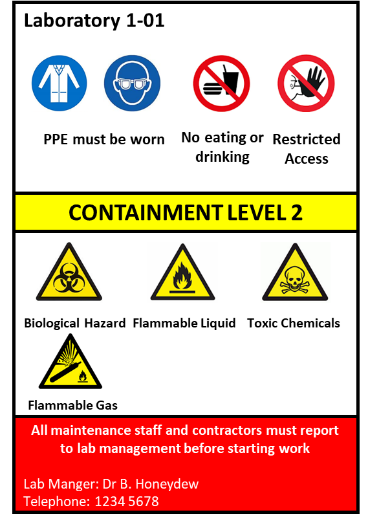 Laboratory 1-01
PPE must be worn
No eating or
drinking
Restricted
Access
CONTAINMENT LEVEL 2
Biological Hazard
Flammable Liquid
Toxic Chemicals
Flammable Gas
All maintenance staff and contractors must report
to lab management before starting work
Lab Manger: Dr B. Honeydew
Telephone: 1234 5678